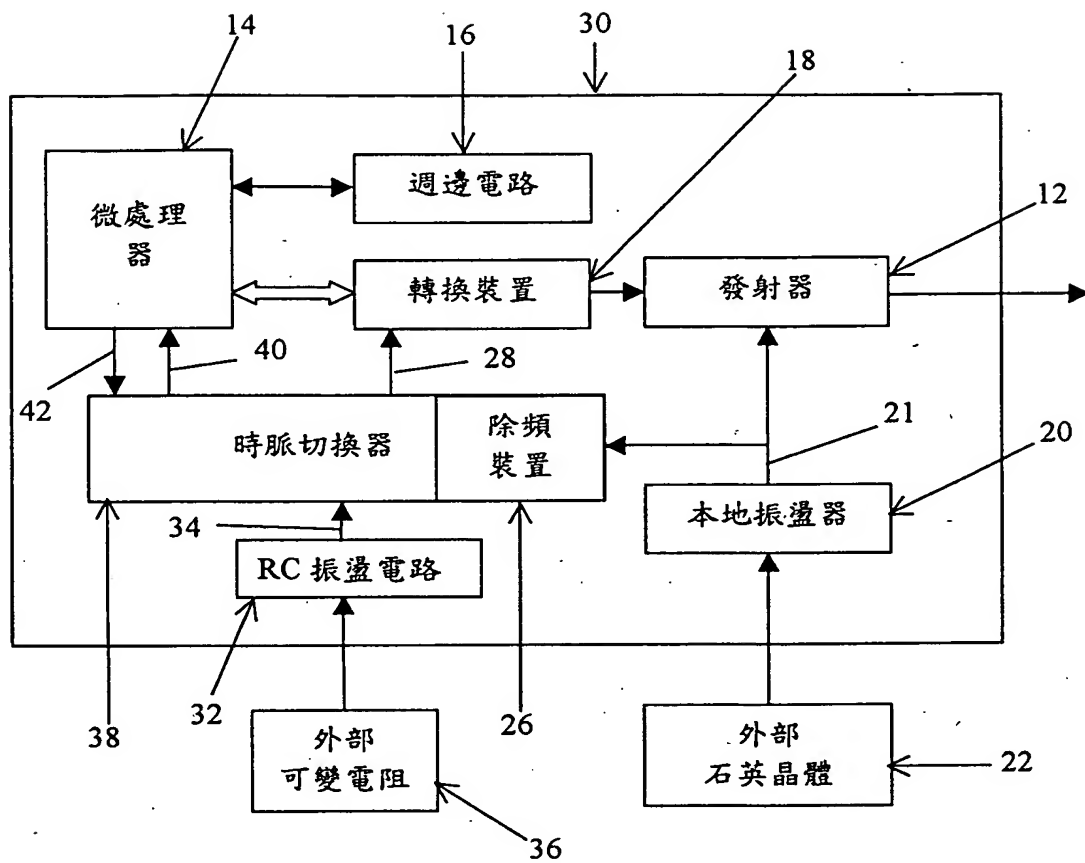 14
16
30
18
微處理
器
週邊電路
12
轉換裝置
發射器
42
40
28
時脈切換器
除頻
裝置
21
20
34
本地振盪器
RC 振盪電路
38
32
外部
可變電阻
26
外部
石英晶體
22
36